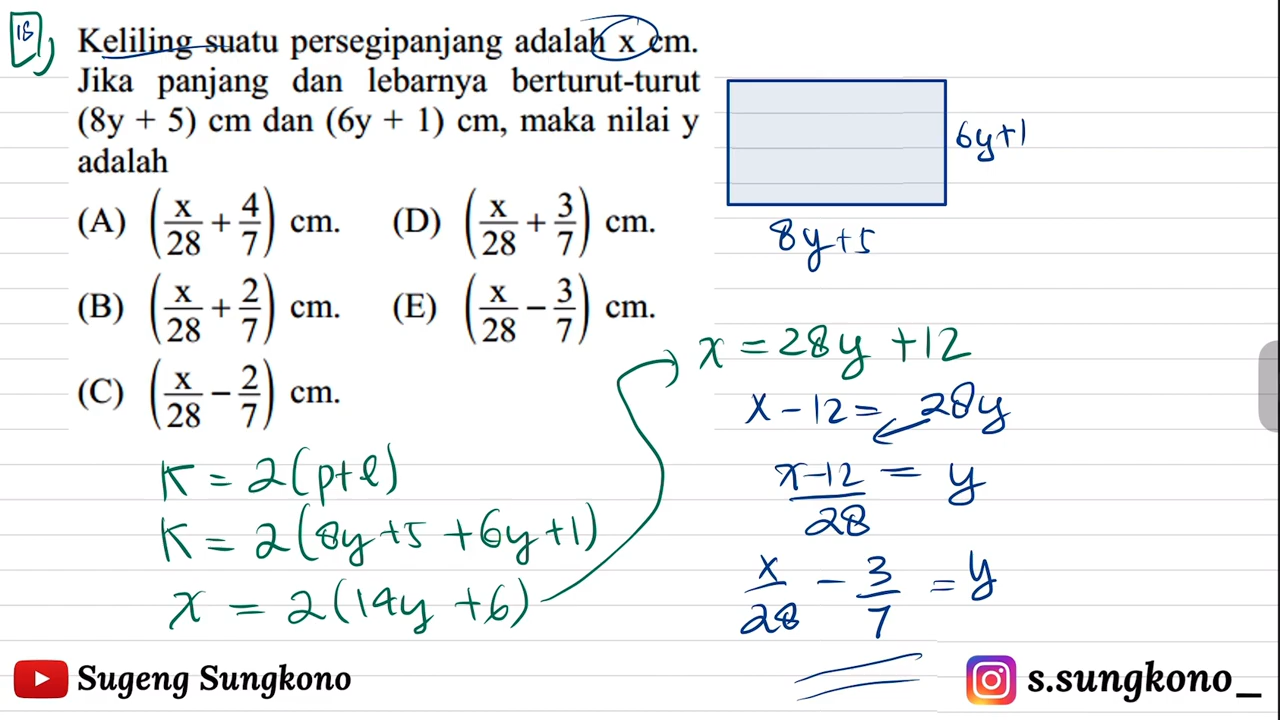 18)
Keliling suatu persegipanjang adalah x cm.
Jika panjang dan lebarnya berturut-turut
(8y + 5) cm dan (6y + 1) cm, maka nilai y
adalah
(A) (x/28 + 4/7) cm.
(D) (x/28 + 3/7) cm.
(B) (x/28 + 2/7) cm.
(E) (x/28 − 3/7) cm.
(C) (x/28 − 2/7) cm.
6y+1
8y+5
K = 2(p+l)
K = 2(8y+5 +6y+1)
x = 2(14y +6)
x = 28y +12
x − 12 = 28y
x−12/28 = y
x/28 − 3/7 = y
Sugeng Sungkono
s.sungkono_